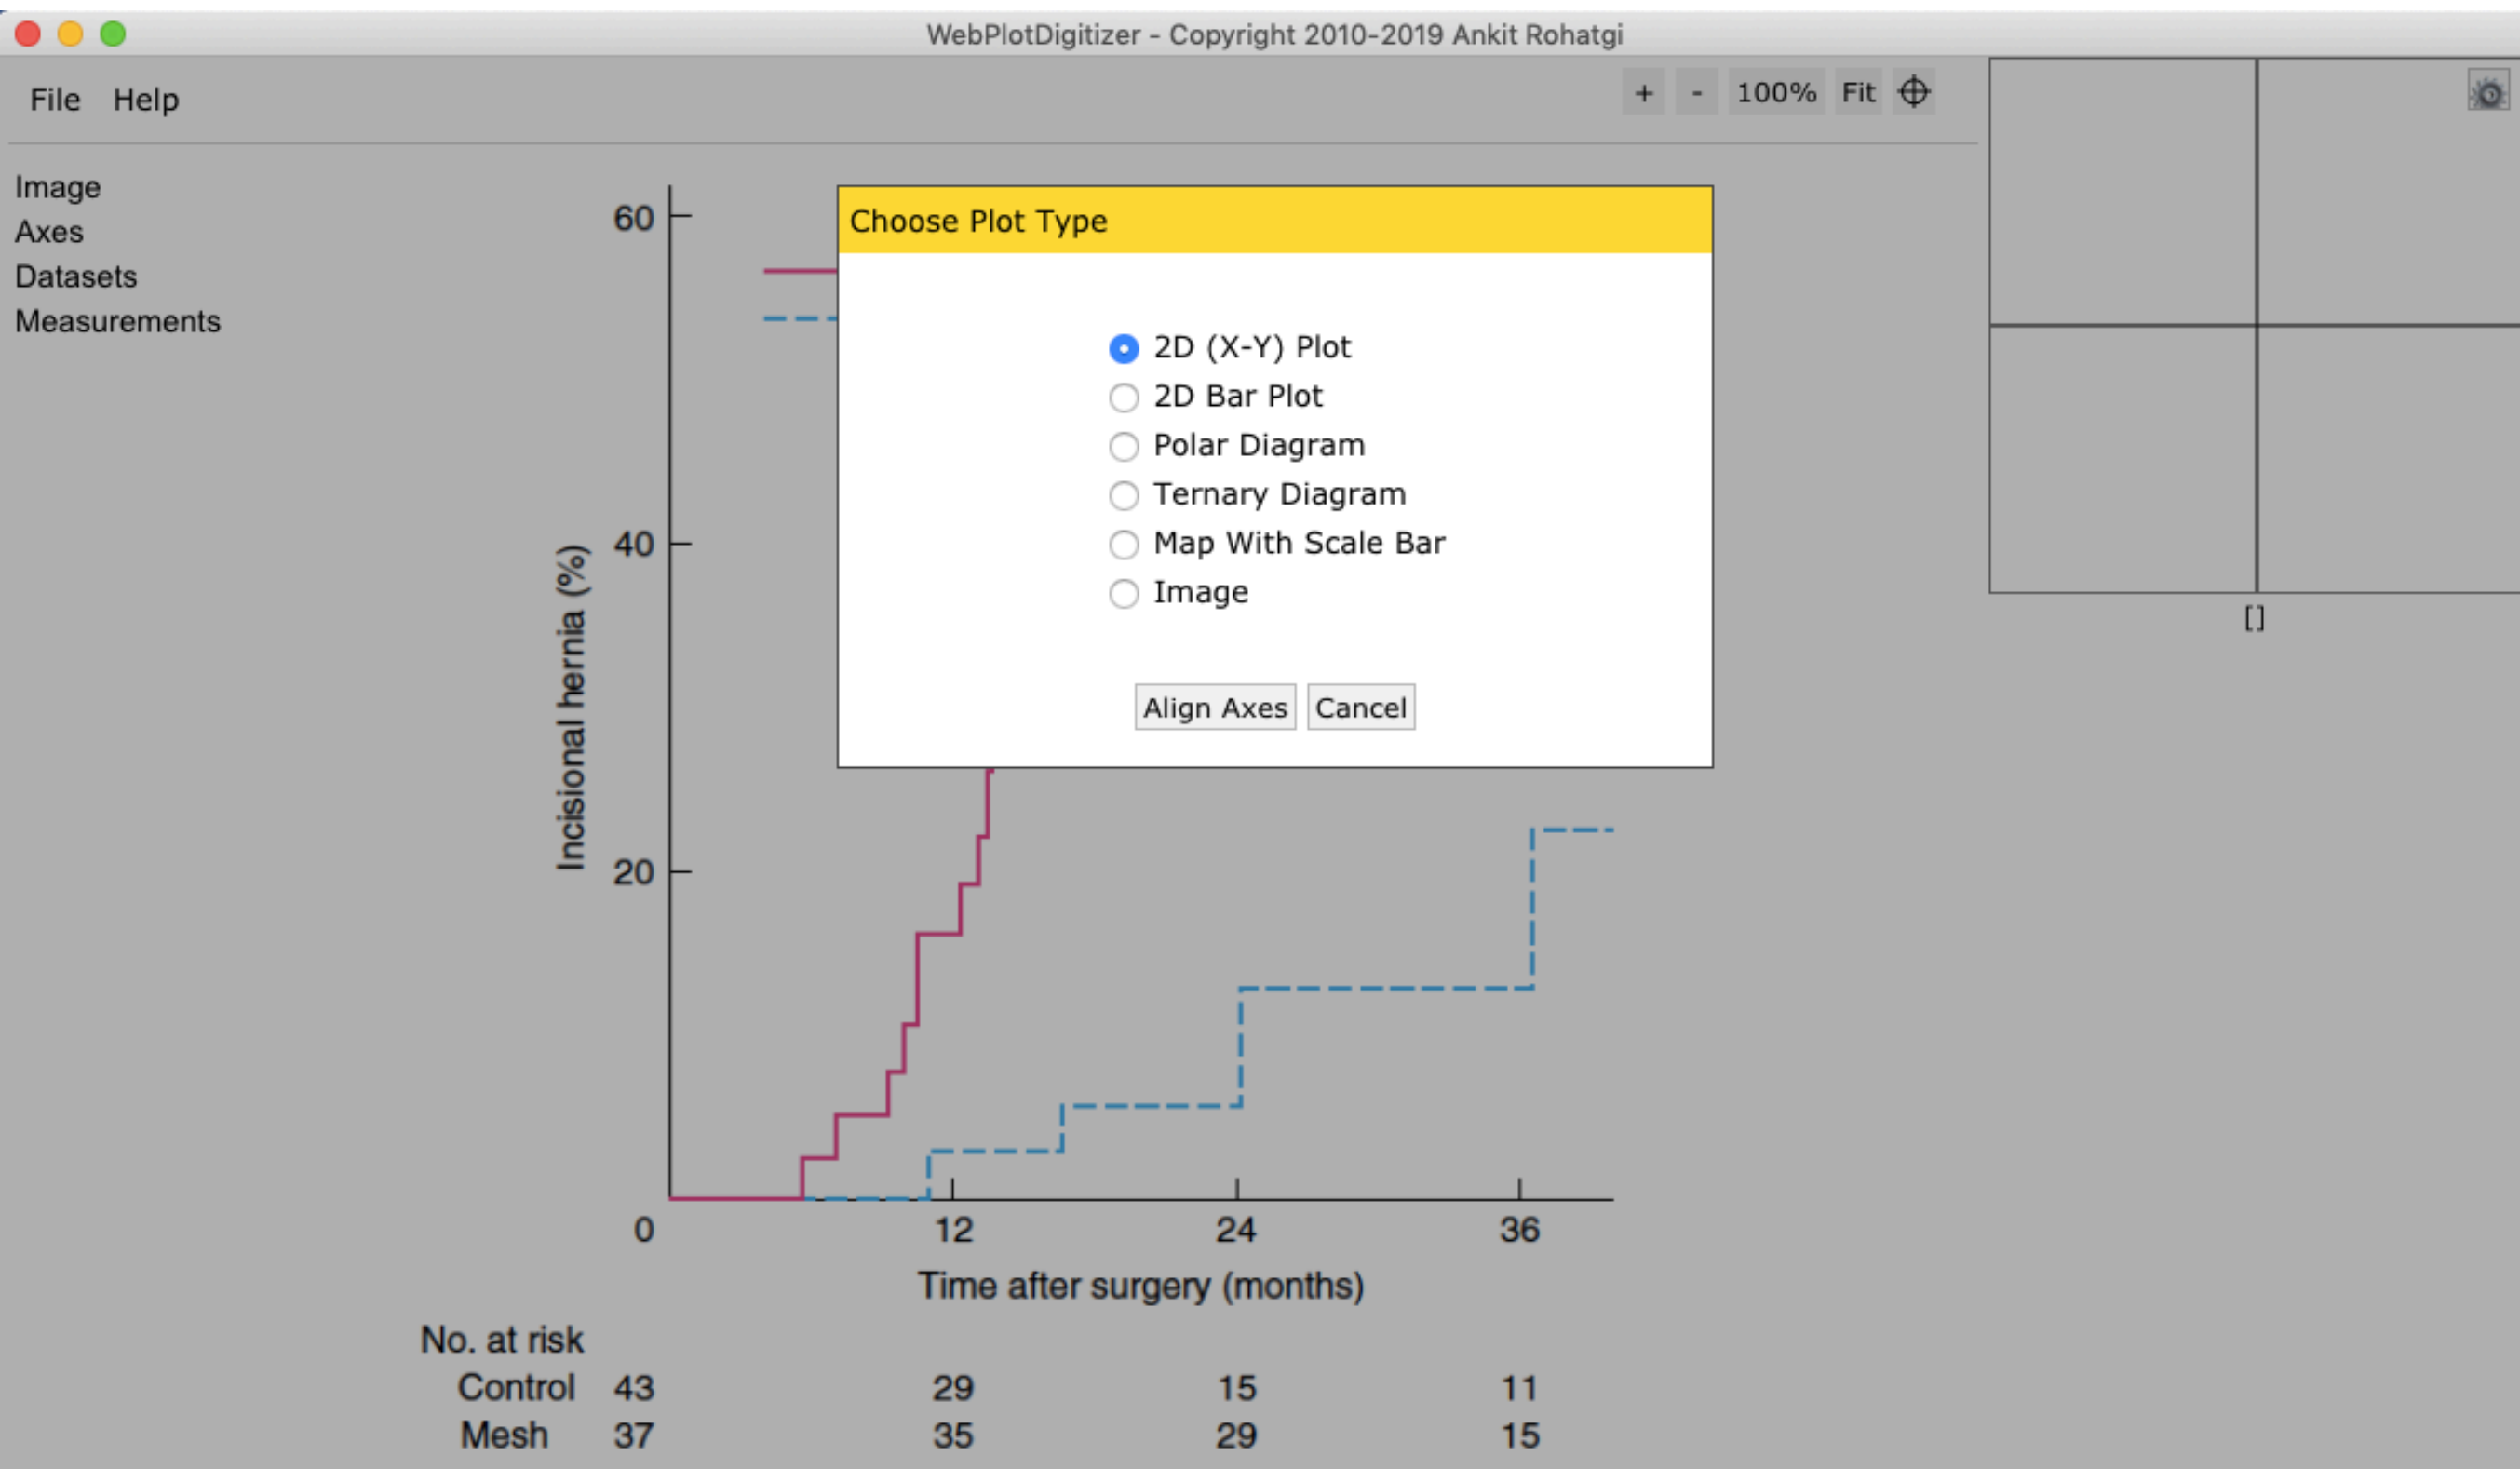 WebPlotDigitizer - Copyright 2010-2019 Ankit Rohatgi
File Help
+ - 100% Fit
Image
Axes
Datasets
Measurements
Choose Plot Type
2D (X-Y) Plot
2D Bar Plot
Polar Diagram
Ternary Diagram
Map With Scale Bar
Image
Align Axes Cancel
[]
Incisional hernia (%)
60
40
20
0 12 24 36
Time after surgery (months)
No. at risk
Control 43 29 15 11
Mesh 37 35 29 15